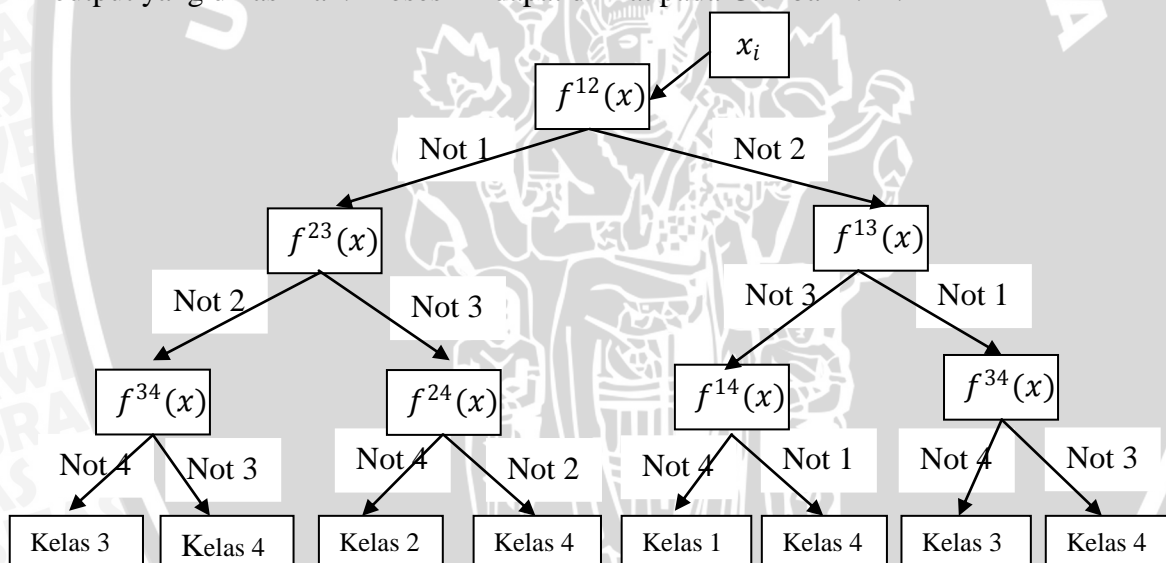 x_i
f^{12}(x)
Not 1 Not 2
f^{23}(x) f^{13}(x)
Not 2 Not 3 Not 3 Not 1
f^{34}(x) f^{24}(x) f^{14}(x) f^{34}(x)
Not 4 Not 3 Not 4 Not 2 Not 4 Not 1 Not 4 Not 3
Kelas 3 Kelas 4 Kelas 2 Kelas 4 Kelas 1 Kelas 4 Kelas 3 Kelas 4